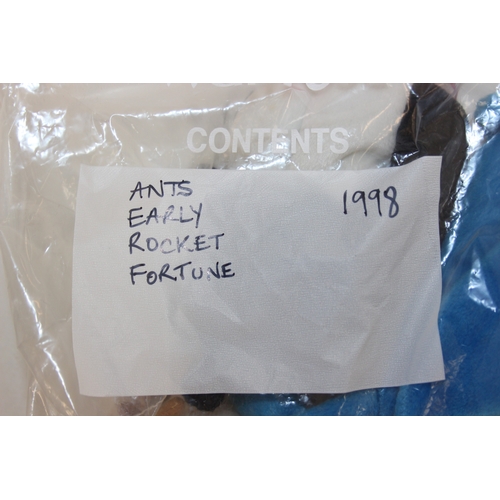 CONTENTS
ANTS 1998
EARLY
ROCKET
FORTUNE